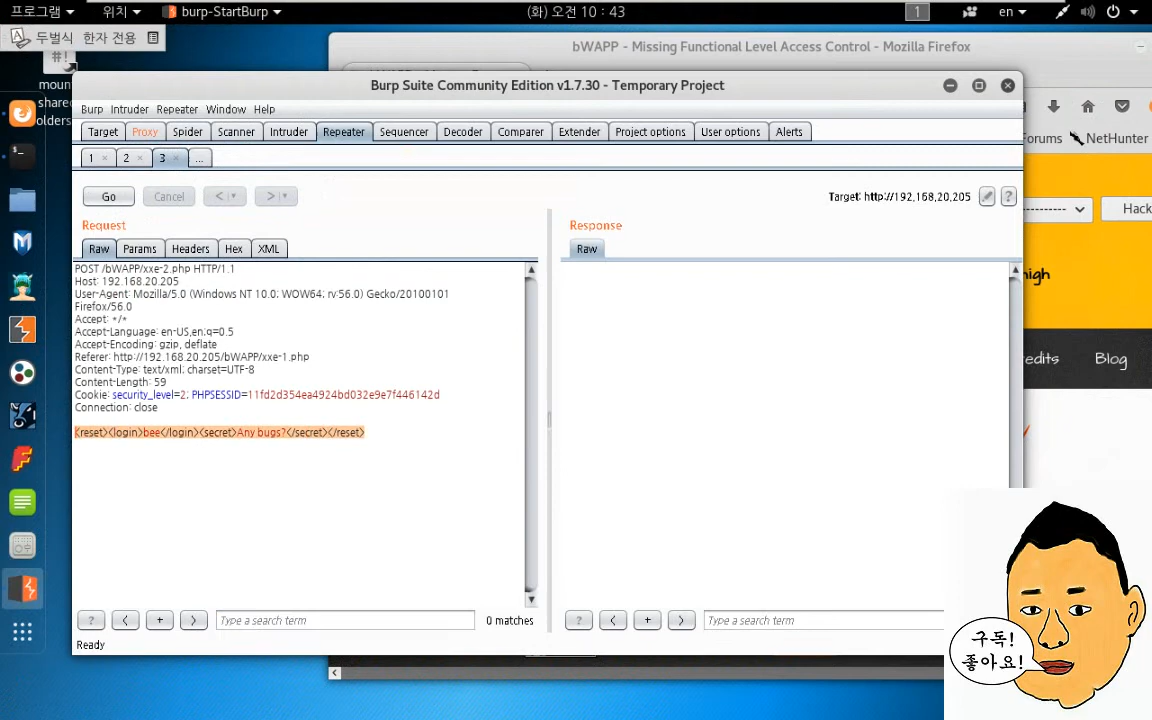 프로그램 위치 burp-StartBurp (화) 오전 10 : 43 1 en
두벌식 한자 전용
#!
moun
share
olders
bWAPP - Missing Functional Level Access Control - Mozilla Firefox
Burp Suite Community Edition v1.7.30 - Temporary Project
Burp Intruder Repeater Window Help
Target Proxy Spider Scanner Intruder Repeater Sequencer Decoder Comparer Extender Project options User options Alerts
1 × 2 × 3 × ...
Go Cancel < > Target: http://192.168.20.205 ?
Request
Raw Params Headers Hex XML
POST /bWAPP/xxe-2.php HTTP/1.1
Host: 192.168.20.205
User-Agent: Mozilla/5.0 (Windows NT 10.0; WOW64; rv:56.0) Gecko/20100101
Firefox/56.0
Accept: */*
Accept-Language: en-US,en;q=0.5
Accept-Encoding: gzip, deflate
Referer: http://192.168.20.205/bWAPP/xxe-1.php
Content-Type: text/xml; charset=UTF-8
Content-Length: 59
Cookie: security_level=2; PHPSESSID=11fd2d354ea4924bd032e9e7f446142d
Connection: close
<reset><login>bee</login><secret>Any bugs?</secret></reset>
? < + > Type a search term 0 matches
Ready
Response
Raw
? < + > Type a search term
orums NetHunter
--------- Hack
high
edits Blog
구독!
좋아요!